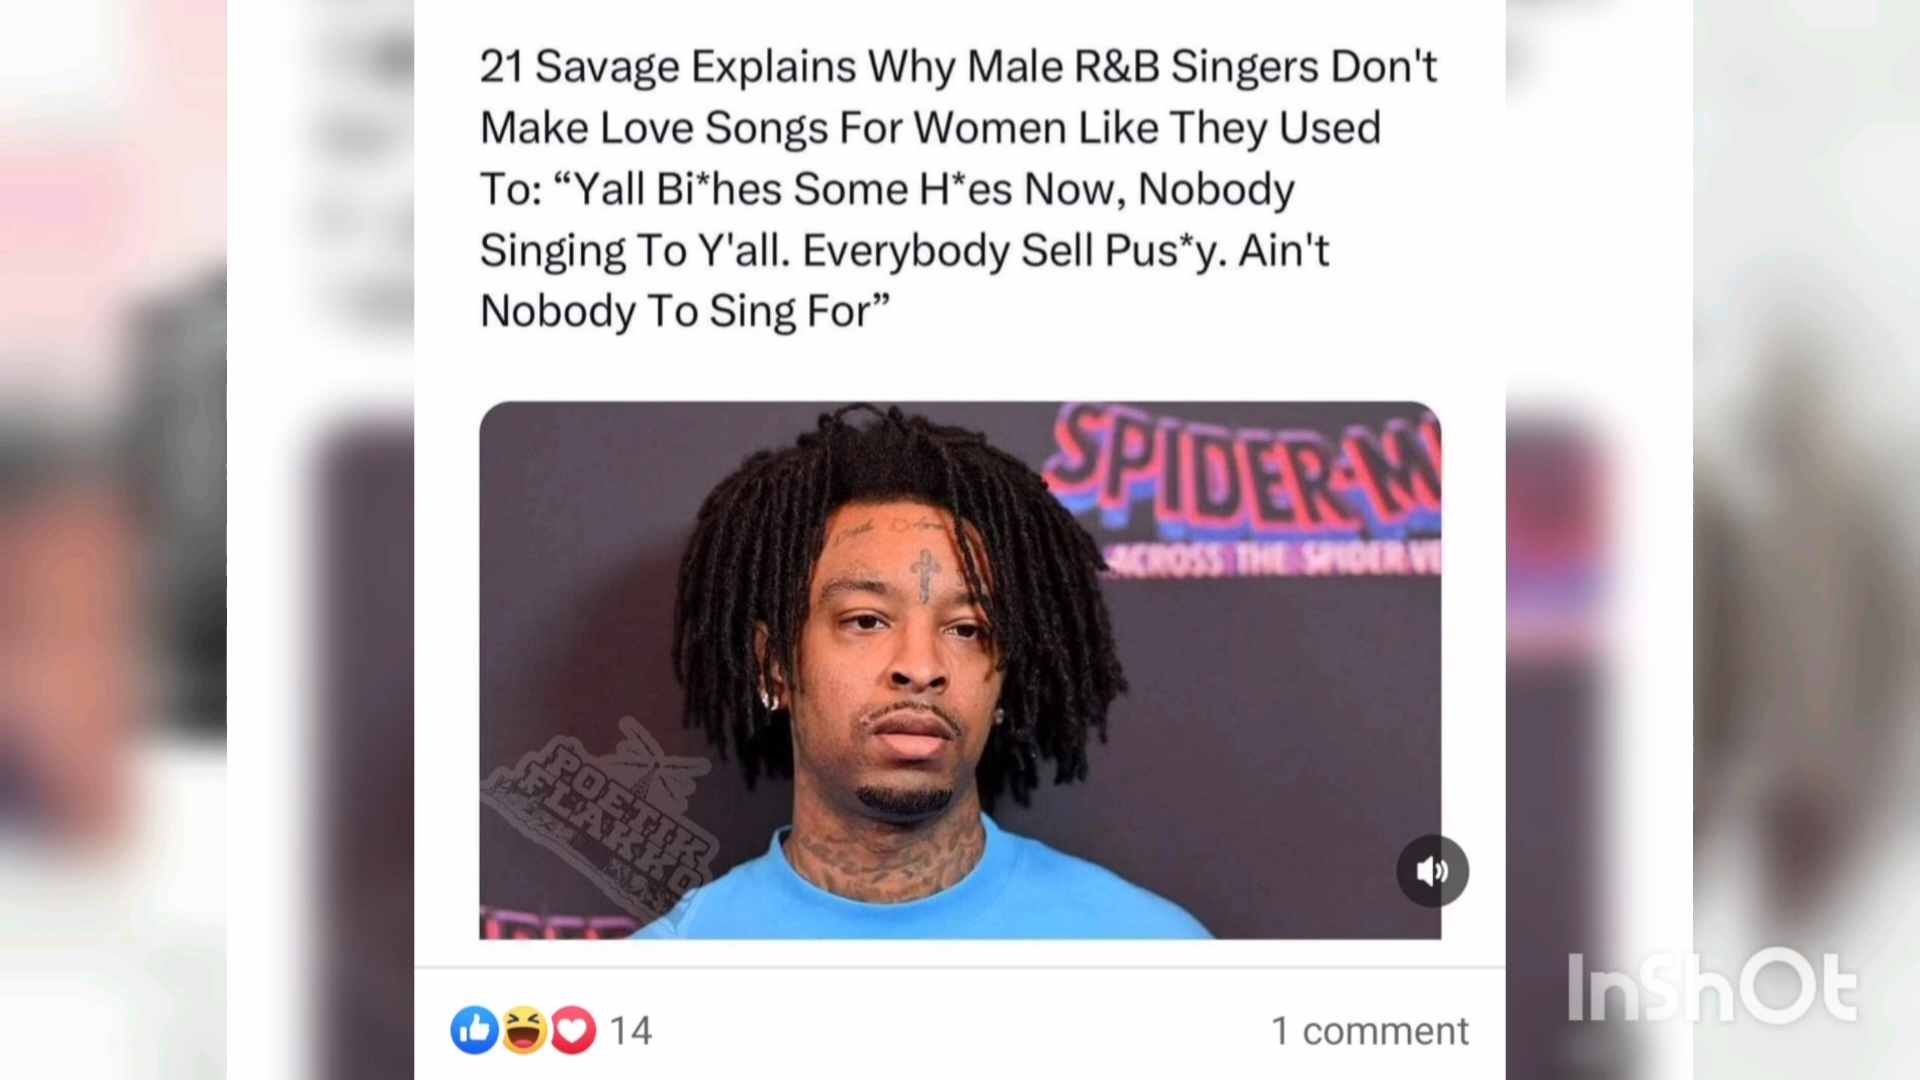 21 Savage Explains Why Male R&B Singers Don't
Make Love Songs For Women Like They Used
To: “Yall Bi*hes Some H*es Now, Nobody
Singing To Y'all. Everybody Sell Pus*y. Ain't
Nobody To Sing For”
SPIDER-M
ACROSS THE SPIDER-VE
POETIK
FLAKKO
14
1 comment
InShOt